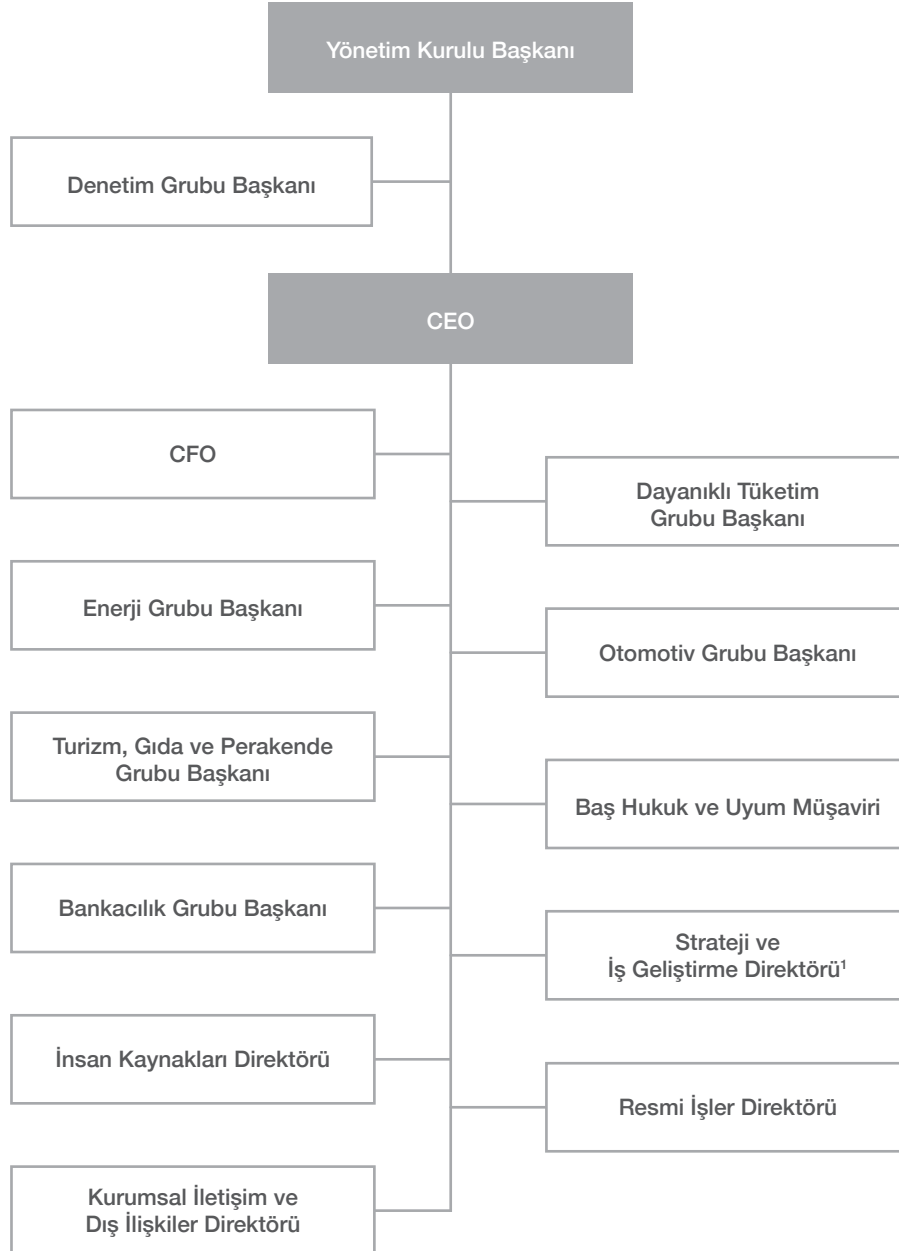 Yönetim Kurulu Başkanı
Denetim Grubu Başkanı
CEO
CFO
Dayanıklı Tüketim
Grubu Başkanı
Enerji Grubu Başkanı
Otomotiv Grubu Başkanı
Turizm, Gıda ve Perakende
Grubu Başkanı
Baş Hukuk ve Uyum Müşaviri
Bankacılık Grubu Başkanı
Strateji ve
İş Geliştirme Direktörü¹
İnsan Kaynakları Direktörü
Resmi İşler Direktörü
Kurumsal İletişim ve
Dış İlişkiler Direktörü